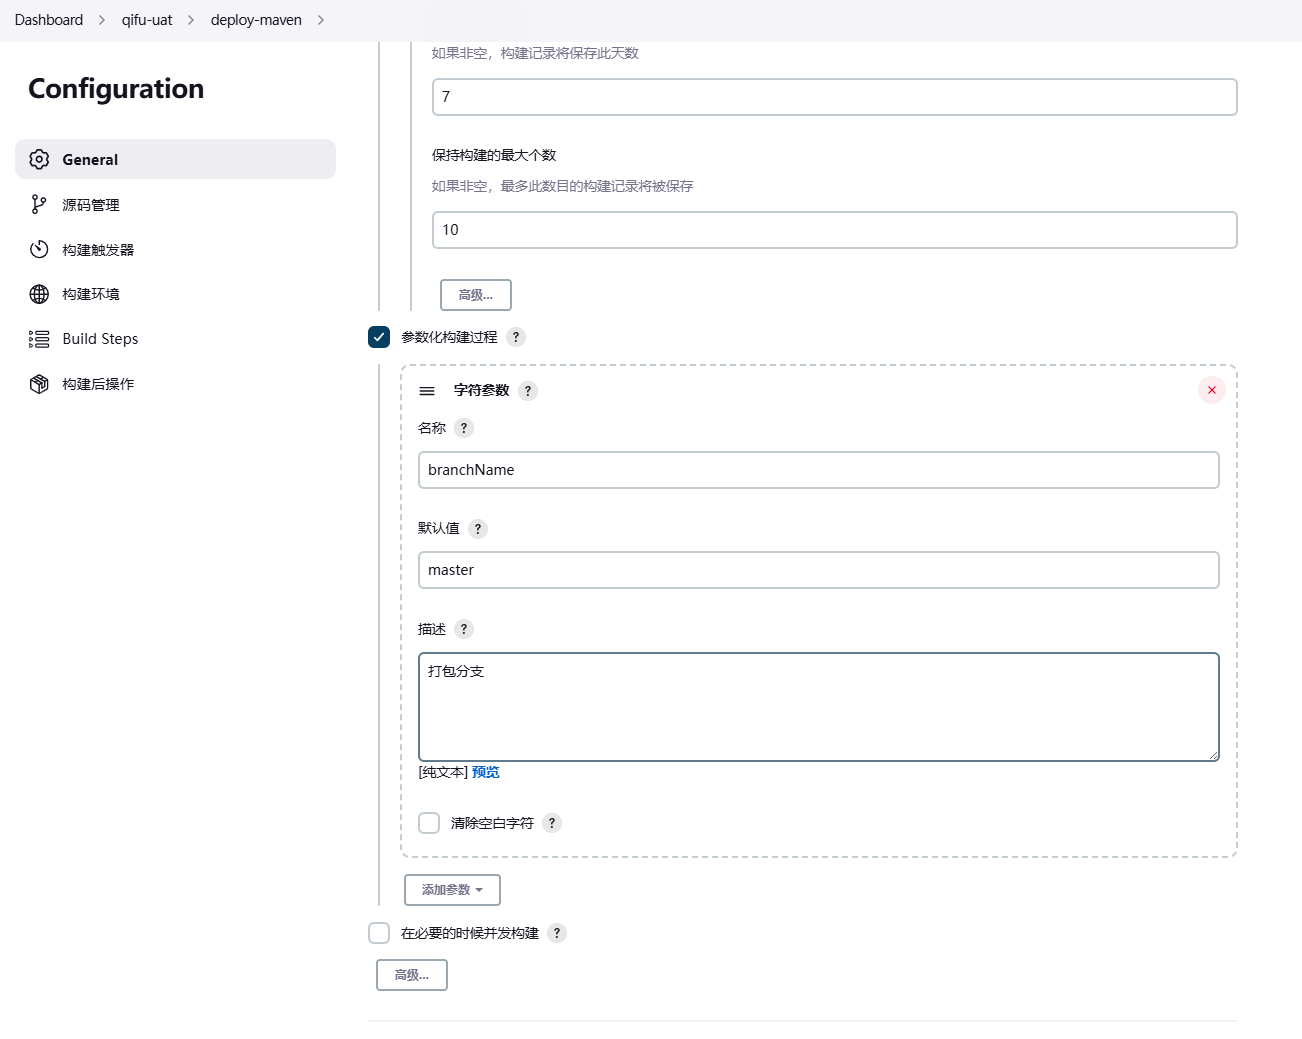 Dashboard > qifu-uat > deploy-maven >
Configuration
General
源码管理
构建触发器
构建环境
Build Steps
构建后操作
如果非空，构建记录将保存此天数
7
保持构建的最大个数
如果非空，最多此数目的构建记录将被保存
10
高级...
参数化构建过程 ?
字符参数 ?
名称 ?
branchName
默认值 ?
master
描述 ?
打包分支
[纯文本] 预览
清除空白字符 ?
添加参数
在必要的时候并发构建 ?
高级...